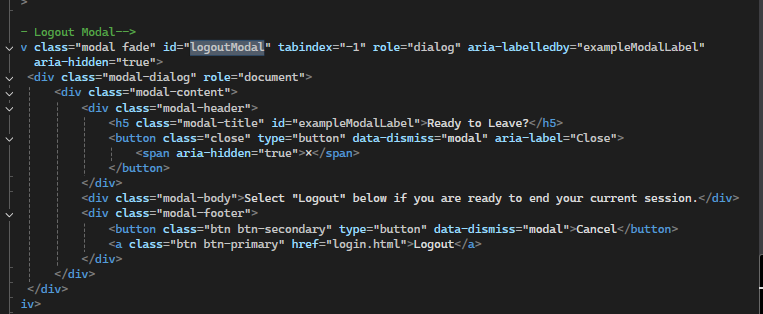 >
- Logout Modal-->
v class="modal fade" id="logoutModal" tabindex="-1" role="dialog" aria-labelledby="exampleModalLabel"
aria-hidden="true">
<div class="modal-dialog" role="document">
<div class="modal-content">
<div class="modal-header">
<h5 class="modal-title" id="exampleModalLabel">Ready to Leave?</h5>
<button class="close" type="button" data-dismiss="modal" aria-label="Close">
<span aria-hidden="true">×</span>
</button>
</div>
<div class="modal-body">Select "Logout" below if you are ready to end your current session.</div>
<div class="modal-footer">
<button class="btn btn-secondary" type="button" data-dismiss="modal">Cancel</button>
<a class="btn btn-primary" href="login.html">Logout</a>
</div>
</div>
</div>
iv>